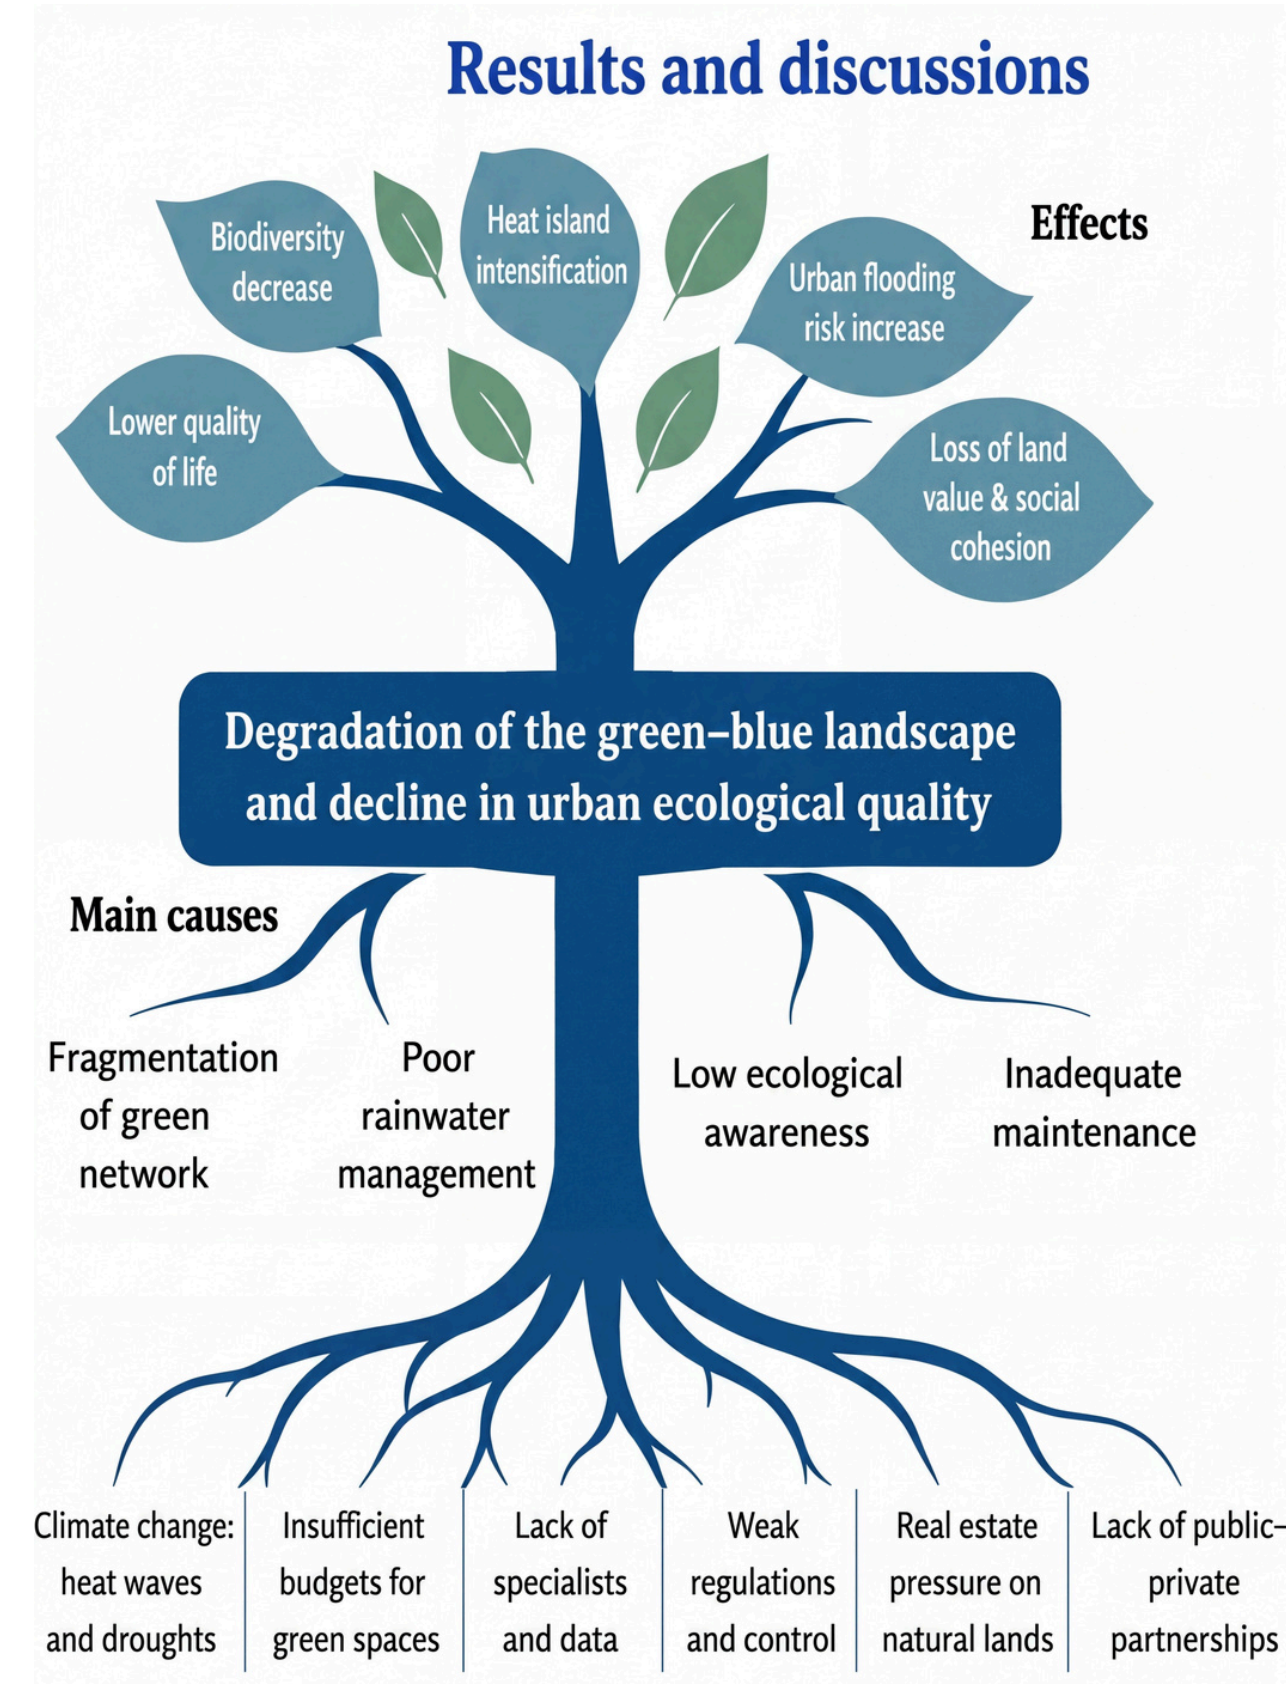 Results and discussions
Effects
Biodiversity
decrease
Heat island
intensification
Urban flooding
risk increase
Lower quality
of life
Loss of land
value & social
cohesion
Degradation of the green–blue landscape
and decline in urban ecological quality
Main causes
Fragmentation
of green
network
Poor
rainwater
management
Low ecological
awareness
Inadequate
maintenance
Climate change:
heat waves
and droughts
Insufficient
budgets for
green spaces
Lack of
specialists
and data
Weak
regulations
and control
Real estate
pressure on
natural lands
Lack of public–
private
partnerships